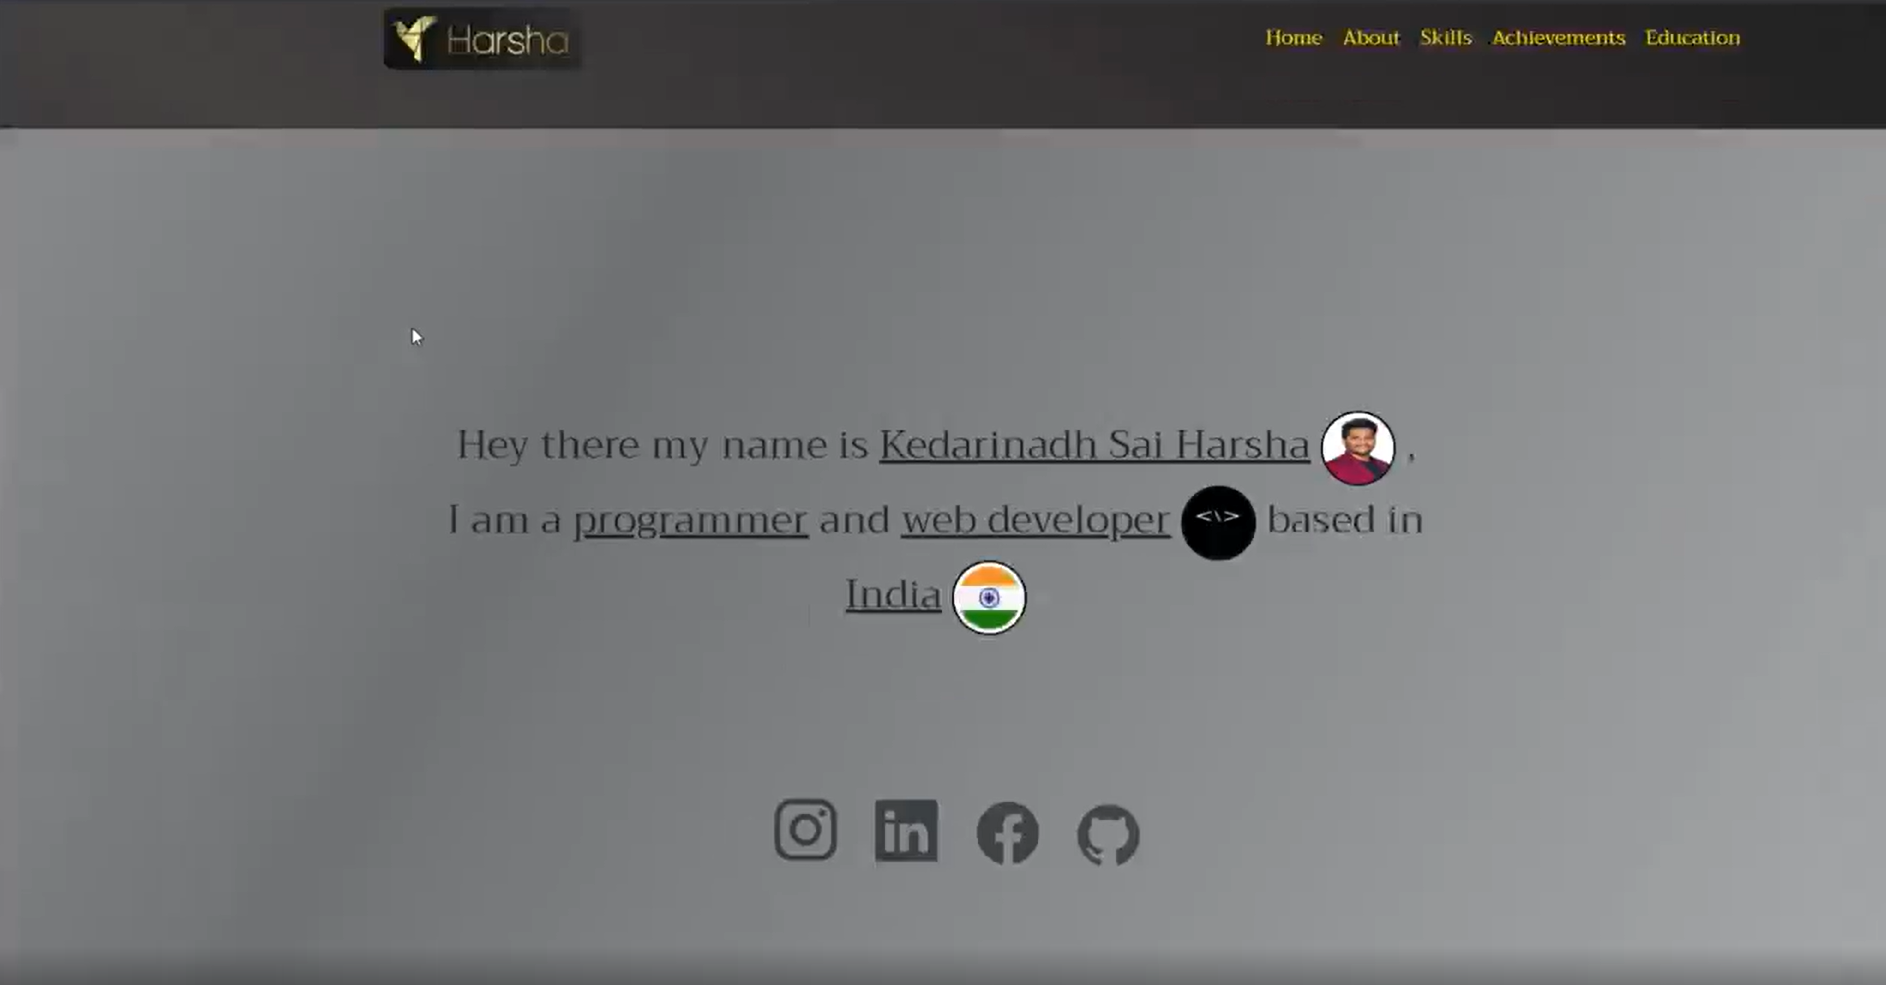 Harsha
Home About Skills Achievements Education
Hey there my name is Kedarinadh Sai Harsha ,
I am a programmer and web developer <\> based in
India
in